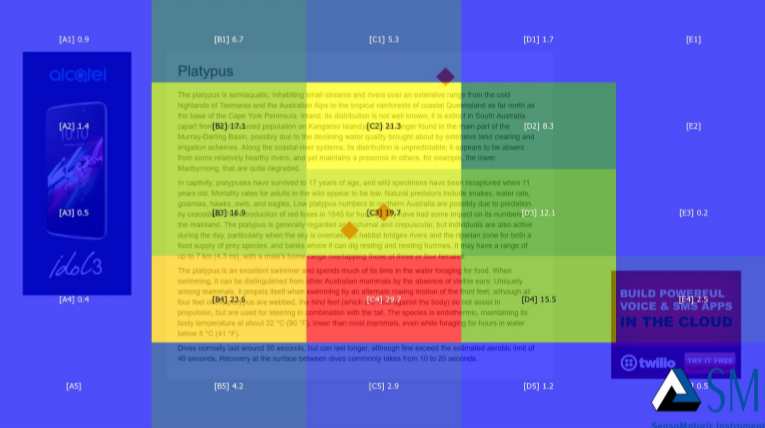 [A1] 0.9
[B1] 6.7
[C1] 5.3
[D1] 1.7
[E1]
alcatel
Platypus
The platypus is semiaquatic, inhabiting small streams and rivers over an extensive range from the cold
highlands of Tasmania and the Australian Alps to the tropical rainforests of coastal Queensland as far north as
the base of the Cape York Peninsula. Inland, its distribution is not well known; it is extinct in South Australia
[A2] 1.4
[B2] 17.1
[C2] 21.3
[D2] 8.3
[E2]
(apart from introduced population on Kangaroo Island) longer found in the main part of the
Murray-Darling Basin, possibly due to the declining water quality brought about by extensive land clearing and
irrigation schemes. Along the coastal river systems, its distribution is unpredictable; it appears to be absent
from some relatively healthy rivers, and yet maintains a presence in others, for example, the lower
Maribyrnong, that are quite degraded.
In captivity, platypuses have survived to 17 years of age, and wild specimens have been recaptured when 11
years old. Mortality rates for adults in the wild appear to be low. Natural predators include snakes, water rats,
goannas, hawks, owls, and eagles. Low platypus numbers in northern Australia are possibly due to predation
[A3] 0.5
[B3] 16.9
[C3] 19.7
[D3] 12.1
[E3] 0.2
by introduction of red foxes in 1845 for have had some impact on its numbers
the mainland. The platypus is generally regarded nocturnal and crepuscular, but individuals are also active
during the day, particularly when the sky is overcast habitat bridges rivers and the riparian zone for both a
food supply of prey species, and banks where it can dig resting and nesting burrows. It may have a range of
up to 7 km (4.3 mi), with a male's home range overlapping those of three or four females.
idol3
The platypus is an excellent swimmer and spends much of its time in the water foraging for food. When
swimming, it can be distinguished from other Australian mammals by the absence of visible ears. Uniquely
among mammals, it propels itself when swimming by an alternate rowing motion of the front feet, although all
[A4] 0.4
[B4] 23.6
[C4] 29.7
[D4] 15.5
[E4] 2.5
four feet of platypus are webbed, the hind feet (which against the body) do not assist in
propulsion, but are used for steering in combination with the tail. The species is endothermic, maintaining its
body temperature at about 32 °C (90 °F), lower than most mammals, even while foraging for hours in water
below 5 °C (41 °F).
Dives normally last around 30 seconds, but can last longer, although few exceed the estimated aerobic limit of
40 seconds. Recovery at the surface between dives commonly takes from 10 to 20 seconds.
BUILD POWERFUL
VOICE & SMS APPS
IN THE CLOUD
twilio
TRY IT FREE
[A5]
[B5] 4.2
[C5] 2.9
[D5] 1.2
0.5
SM
SensoMotoric Instruments